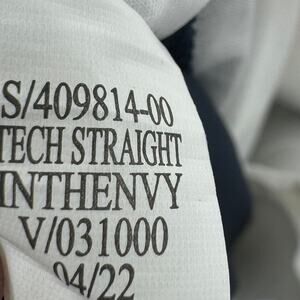 S/409814-00
TECH STRAIGHT
INTHENVY
V/031000
04/22